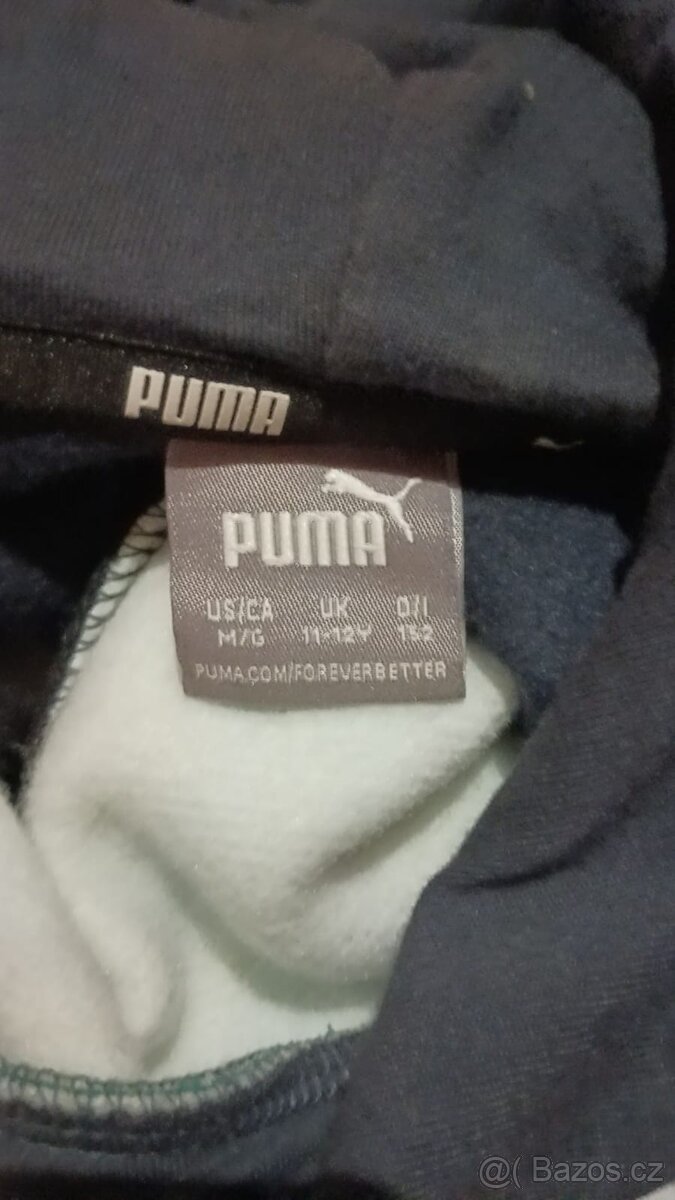 PUMA
PUMA
US/CA UK D/I
M/G 11-12Y 152
PUMA.COM/FOREVERBETTER
@( Bazos.cz